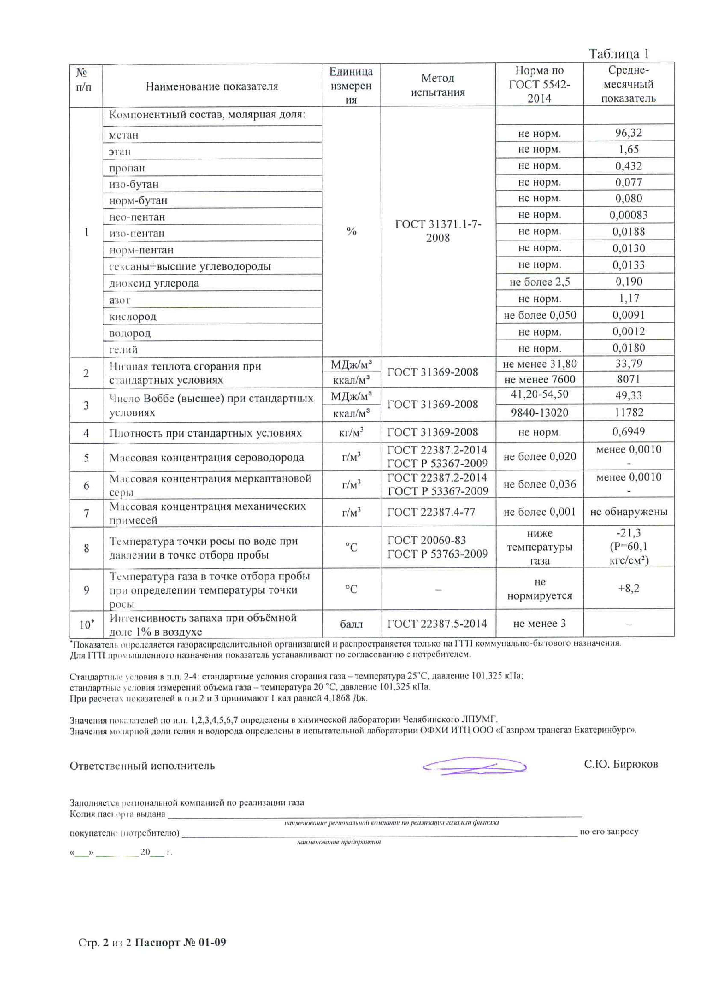 Таблица 1
№ п/п Наименование показателя Единица измерен ия Метод испытания Норма по ГОСТ 5542-2014 Средне-месячный показатель
1 Компонентный состав, молярная доля: % ГОСТ 31371.1-7-2008
метан не норм. 96,32
этан не норм. 1,65
пропан не норм. 0,432
изо-бутан не норм. 0,077
норм-бутан не норм. 0,080
нео-пентан не норм. 0,00083
изо-пентан не норм. 0,0188
норм-пентан не норм. 0,0130
гексаны+высшие углеводороды не норм. 0,0133
диоксид углерода не более 2,5 0,190
азот не норм. 1,17
кислород не более 0,050 0,0091
водород не норм. 0,0012
гелий не норм. 0,0180
2 Низшая теплота сгорания при стандартных условиях МДж/м³ ГОСТ 31369-2008 не менее 31,80 33,79
ккал/м³ не менее 7600 8071
3 Число Воббе (высшее) при стандартных условиях МДж/м³ ГОСТ 31369-2008 41,20-54,50 49,33
ккал/м³ 9840-13020 11782
4 Плотность при стандартных условиях кг/м³ ГОСТ 31369-2008 не норм. 0,6949
5 Массовая концентрация сероводорода г/м³ ГОСТ 22387.2-2014 ГОСТ Р 53367-2009 не более 0,020 менее 0,0010 -
6 Массовая концентрация меркаптановой серы г/м³ ГОСТ 22387.2-2014 ГОСТ Р 53367-2009 не более 0,036 менее 0,0010 -
7 Массовая концентрация механических примесей г/м³ ГОСТ 22387.4-77 не более 0,001 не обнаружены
8 Температура точки росы по воде при давлении в точке отбора пробы °С ГОСТ 20060-83 ГОСТ Р 53763-2009 ниже температуры газа -21,3 (Р=60,1 кгс/см²)
9 Температура газа в точке отбора пробы при определении температуры точки росы °С – не нормируется +8,2
10* Интенсивность запаха при объёмной доле 1% в воздухе балл ГОСТ 22387.5-2014 не менее 3 –
*Показатель определяется газораспределительной организацией и распространяется только на ГГП коммунально-бытового назначения.
Для ГГП промышленного назначения показатель устанавливают по согласованию с потребителем.
Стандартные условия в п.п. 2-4: стандартные условия сгорания газа – температура 25°С, давление 101,325 кПа;
стандартные условия измерений объема газа – температура 20 °С, давление 101,325 кПа.
При расчетах показателей в п.п.2 и 3 принимают 1 кал равной 4,1868 Дж.
Значения показателей по п.п. 1,2,3,4,5,6,7 определены в химической лаборатории Челябинского ЛПУМГ.
Значения молярной доли гелия и водорода определены в испытательной лаборатории ОФХИ ИТЦ ООО «Газпром трансгаз Екатеринбург».
Ответственный исполнитель С.Ю. Бирюков
Заполняется региональной компанией по реализации газа
Копия паспорта выдана
наименование региональной компании по реализации газа или филиала
покупателю (потребителю) по его запросу
наименование предприятия
«___» _______ 20___ г.
Стр. 2 из 2 Паспорт № 01-09